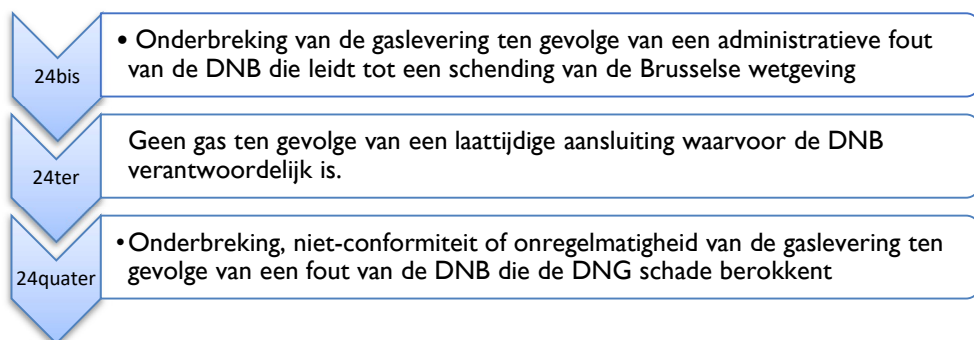 24bis
• Onderbreking van de gaslevering ten gevolge van een administratieve fout
van de DNB die leidt tot een schending van de Brusselse wetgeving
24ter
Geen gas ten gevolge van een laattijdige aansluiting waarvoor de DNB
verantwoordelijk is.
24quater
•Onderbreking, niet-conformiteit of onregelmatigheid van de gaslevering ten
gevolge van een fout van de DNB die de DNG schade berokkent